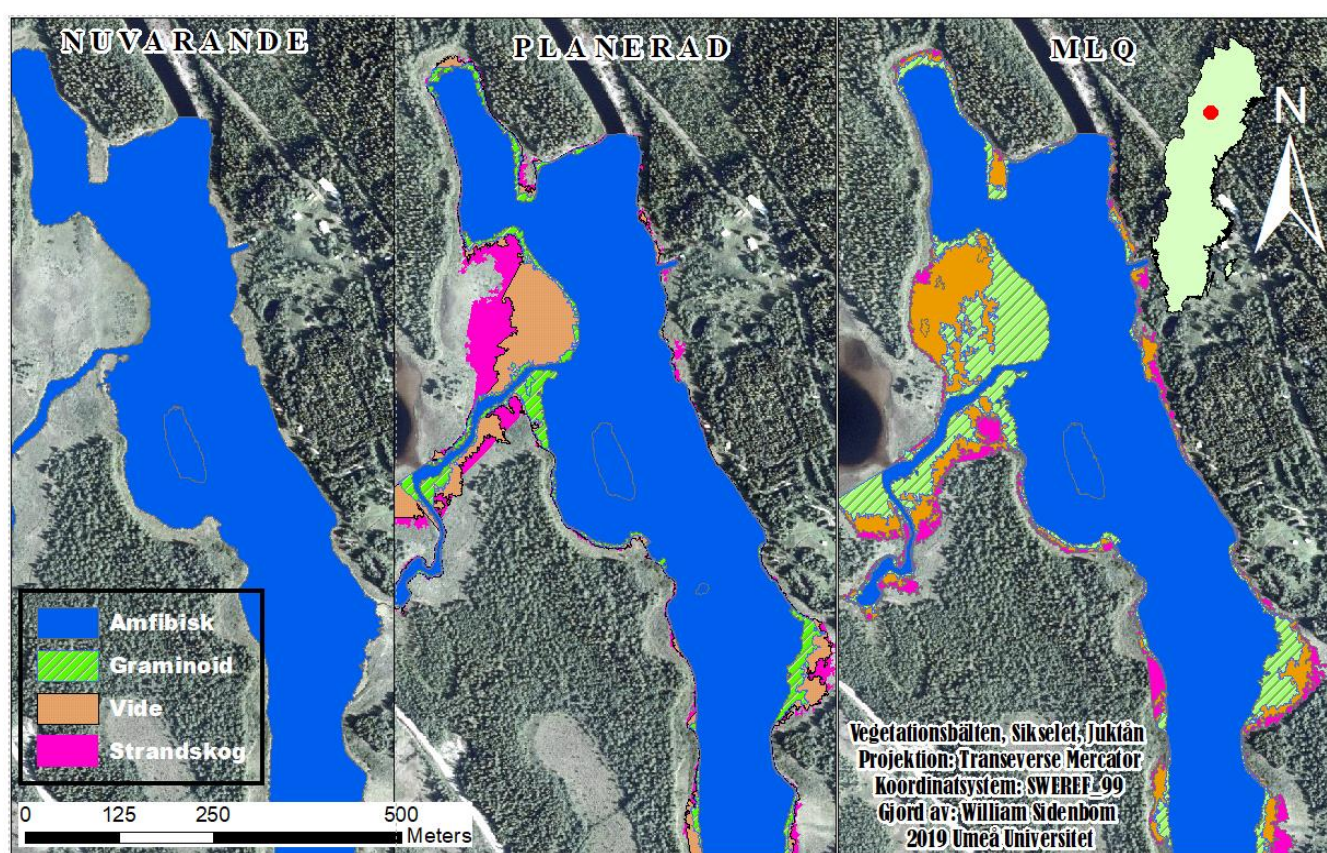 NUVARANDE
PLANERAD
MLQ
N
Amfibisk
Graminoid
Vide
Strandskog
0 125 250 500
Meters
Vegetationsbälten, Sikselet, Juktån
Projektion: Transeverse Mercator
Koordinatsystem: SWEREF_99
Gjord av: William Sidenbom
2019 Umeå Universitet